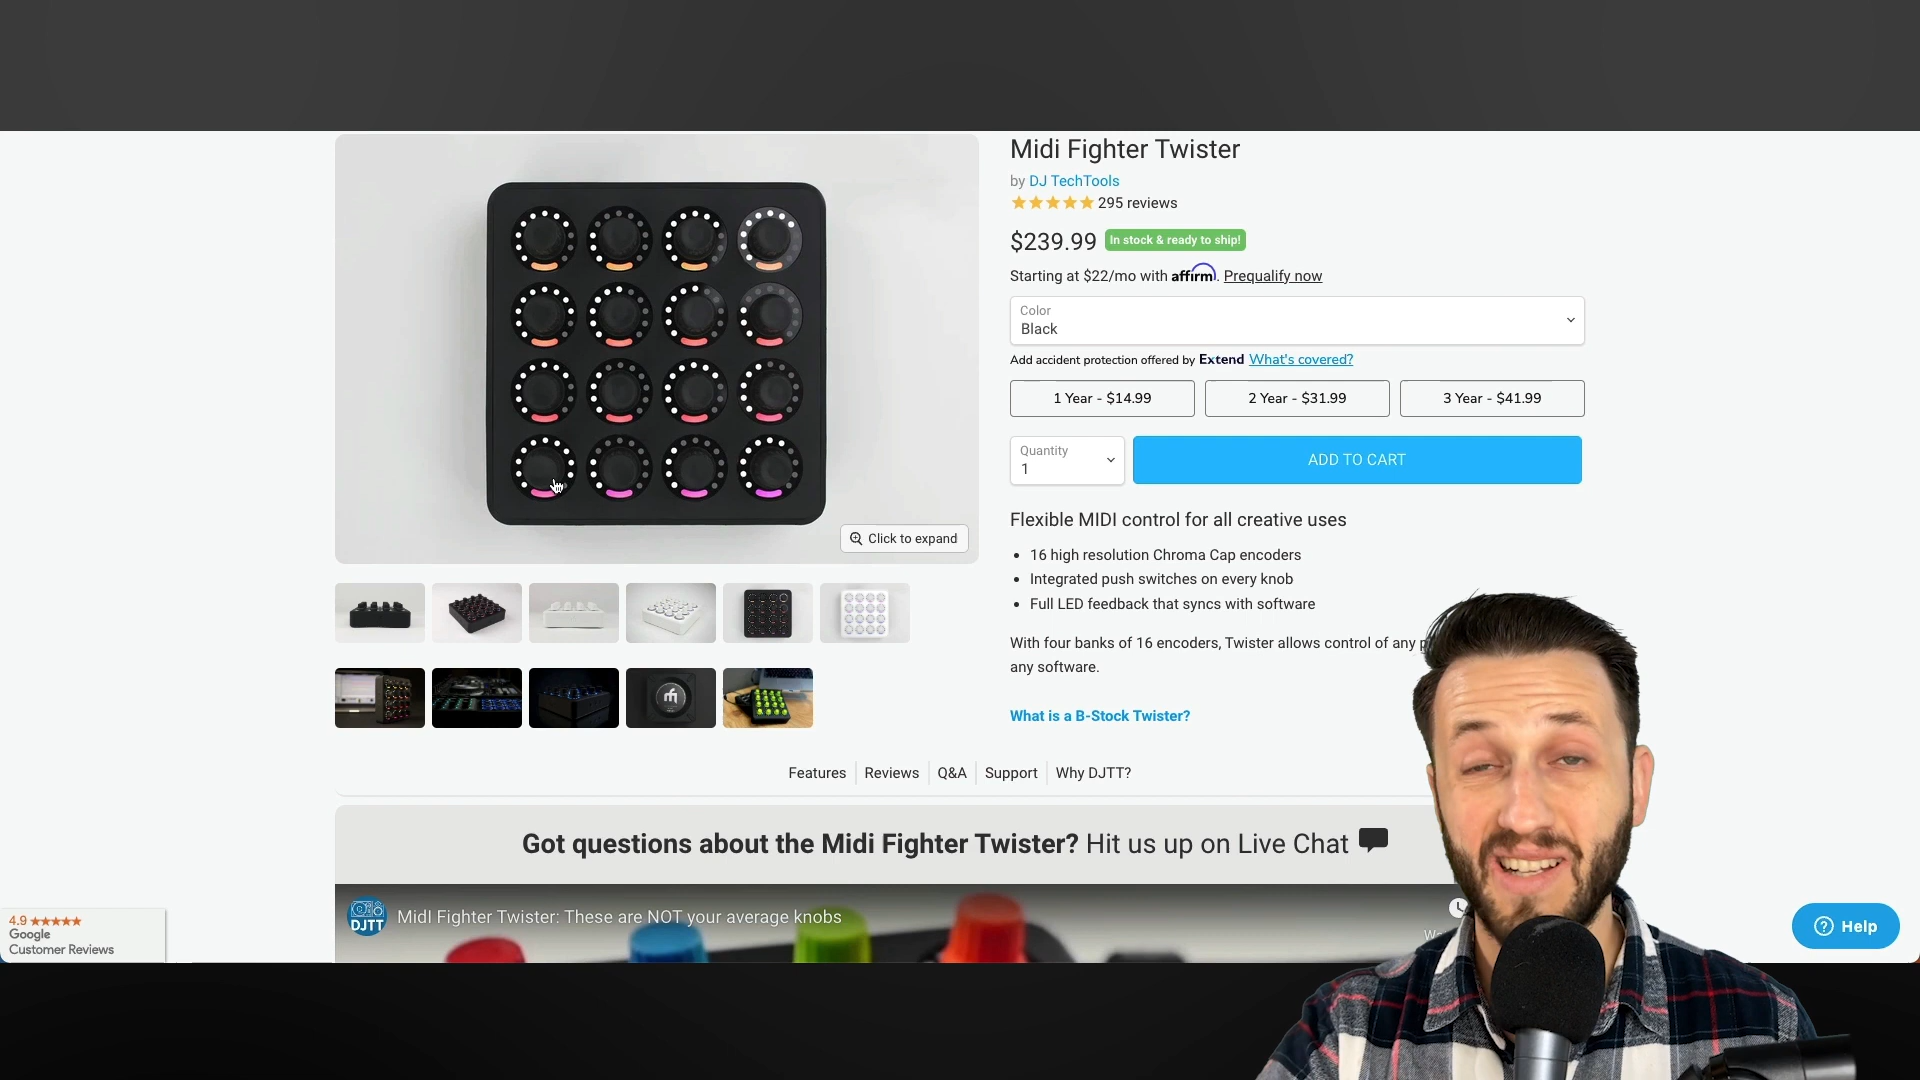 Midi Fighter Twister
by DJ TechTools
295 reviews
$239.99 In stock & ready to ship!
Starting at $22/mo with affirm. Prequalify now
Color
Black
Add accident protection offered by Extend What's covered?
1 Year - $14.99
2 Year - $31.99
3 Year - $41.99
Quantity
1
ADD TO CART
Click to expand
Flexible MIDI control for all creative uses
• 16 high resolution Chroma Cap encoders
• Integrated push switches on every knob
• Full LED feedback that syncs with software
With four banks of 16 encoders, Twister allows control of any
any software.
What is a B-Stock Twister?
Features
Reviews
Q&A
Support
Why DJTT?
Got questions about the Midi Fighter Twister? Hit us up on Live Chat
DJTT
MidI Fighter Twister: These are NOT your average knobs
4.9
Google
Customer Reviews
Help